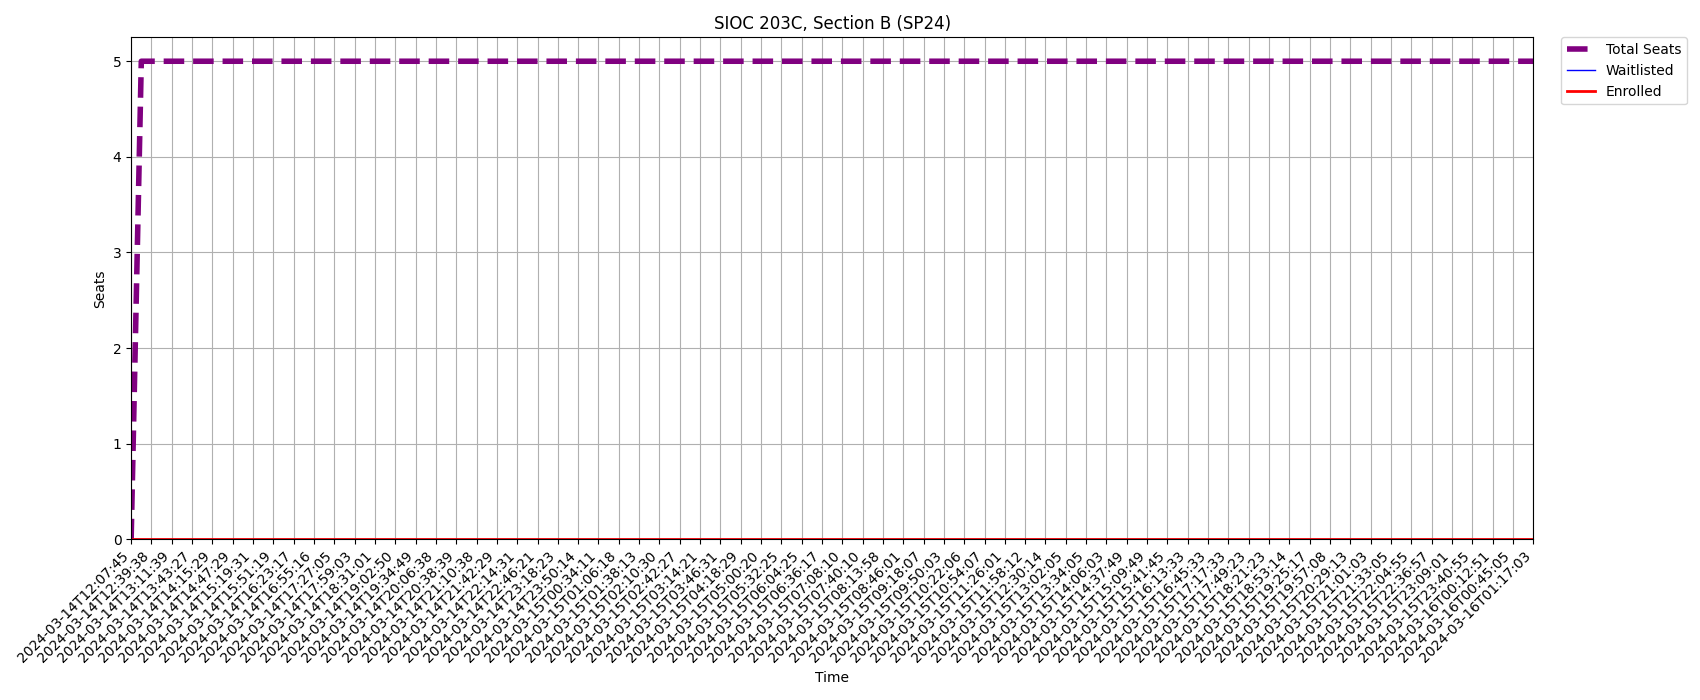 SIOC 203C, Section B (SP24)
Total Seats
Waitlisted
Enrolled
5
4
3
2
1
0
Seats
2024-03-14T12:07:45
2024-03-14T12:39:38
2024-03-14T13:11:39
2024-03-14T13:43:27
2024-03-14T14:15:29
2024-03-14T14:47:29
2024-03-14T15:19:31
2024-03-14T15:51:19
2024-03-14T16:23:17
2024-03-14T16:55:16
2024-03-14T17:27:05
2024-03-14T17:59:03
2024-03-14T18:31:01
2024-03-14T19:02:50
2024-03-14T19:34:49
2024-03-14T20:06:38
2024-03-14T20:38:39
2024-03-14T21:10:38
2024-03-14T21:42:29
2024-03-14T22:14:31
2024-03-14T22:46:21
2024-03-14T23:18:23
2024-03-14T23:50:14
2024-03-15T00:34:11
2024-03-15T01:06:18
2024-03-15T01:38:13
2024-03-15T02:10:30
2024-03-15T02:42:27
2024-03-15T03:14:21
2024-03-15T03:46:31
2024-03-15T04:18:29
2024-03-15T05:00:20
2024-03-15T05:32:25
2024-03-15T06:04:25
2024-03-15T06:36:17
2024-03-15T07:08:10
2024-03-15T07:40:10
2024-03-15T08:13:58
2024-03-15T08:46:01
2024-03-15T09:18:07
2024-03-15T09:50:03
2024-03-15T10:22:06
2024-03-15T10:54:07
2024-03-15T11:26:01
2024-03-15T11:58:12
2024-03-15T12:30:14
2024-03-15T13:02:05
2024-03-15T13:34:05
2024-03-15T14:06:03
2024-03-15T14:37:49
2024-03-15T15:09:49
2024-03-15T15:41:45
2024-03-15T16:13:33
2024-03-15T16:45:33
2024-03-15T17:17:33
2024-03-15T17:49:23
2024-03-15T18:21:23
2024-03-15T18:53:14
2024-03-15T19:25:17
2024-03-15T19:57:08
2024-03-15T20:29:13
2024-03-15T21:01:03
2024-03-15T21:33:05
2024-03-15T22:04:55
2024-03-15T22:36:57
2024-03-15T23:09:01
2024-03-15T23:40:55
2024-03-16T00:12:51
2024-03-16T00:45:05
2024-03-16T01:17:03
Time